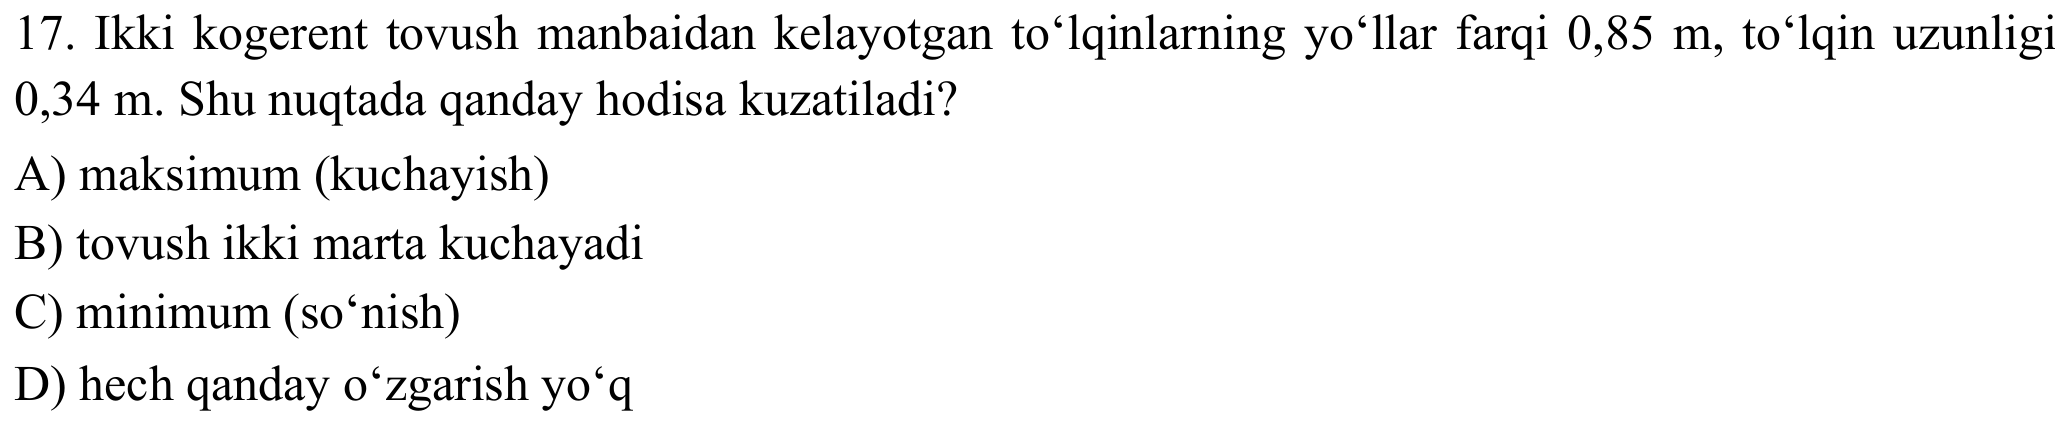 17. Ikki kogerent tovush manbaidan kelayotgan to‘lqinlarning yo‘llar farqi 0,85 m, to‘lqin uzunligi
0,34 m. Shu nuqtada qanday hodisa kuzatiladi?
A) maksimum (kuchayish)
B) tovush ikki marta kuchayadi
C) minimum (so‘nish)
D) hech qanday o‘zgarish yo‘q